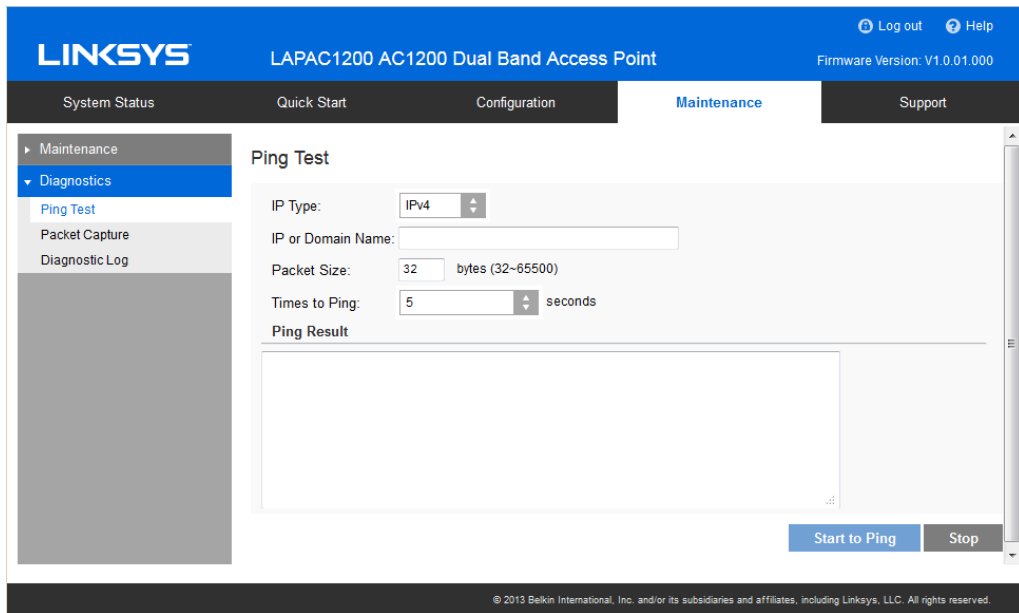 Log out Help
LINKSYS LAPAC1200 AC1200 Dual Band Access Point Firmware Version: V1.0.01.000
System Status Quick Start Configuration Maintenance Support
Maintenance
Diagnostics
Ping Test
Packet Capture
Diagnostic Log
Ping Test
IP Type: IPv4
IP or Domain Name:
Packet Size: 32 bytes (32~65500)
Times to Ping: 5 seconds
Ping Result
Start to Ping Stop
© 2013 Belkin International, Inc. and/or its subsidiaries and affiliates, including Linksys, LLC. All rights reserved.